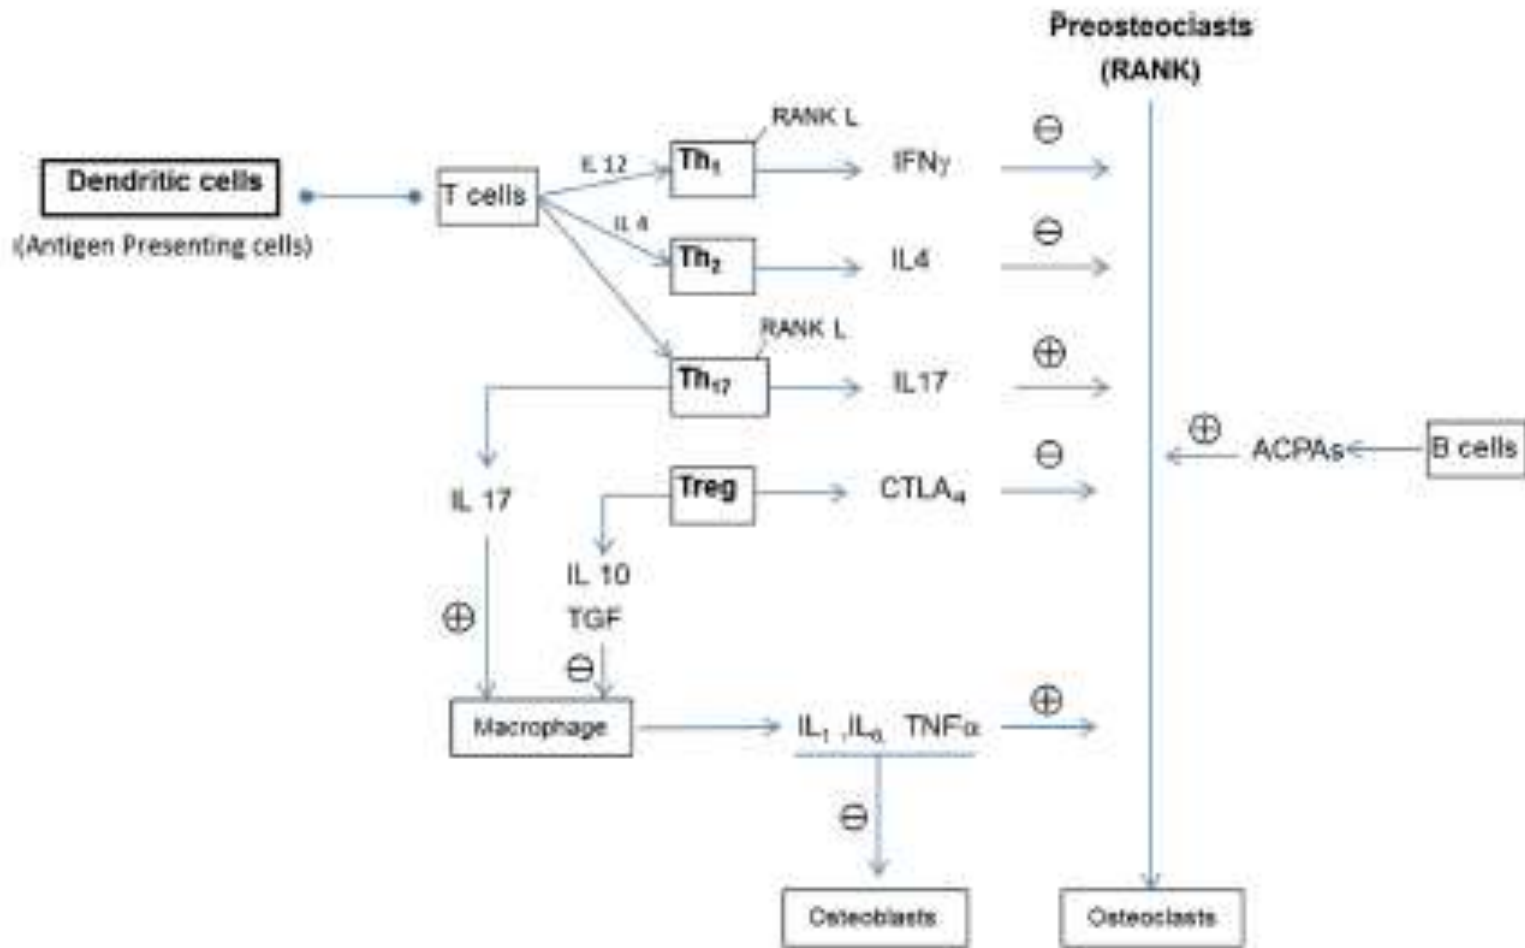 Preosteoclasts
(RANK)
RANK L
IL 12
Th₁
IFNγ
⊖
Dendritic cells
T cells
(Antigen Presenting cells)
IL 4
Th₂
IL4
⊖
RANK L
Th₁₇
IL17
⊕
⊕
ACPAs
B cells
IL 17
Treg
CTLA₄
⊖
IL 10
TGF
⊕
⊖
Macrophage
IL₁ ,IL₆, TNFα
⊕
⊖
Osteoblasts
Osteoclasts